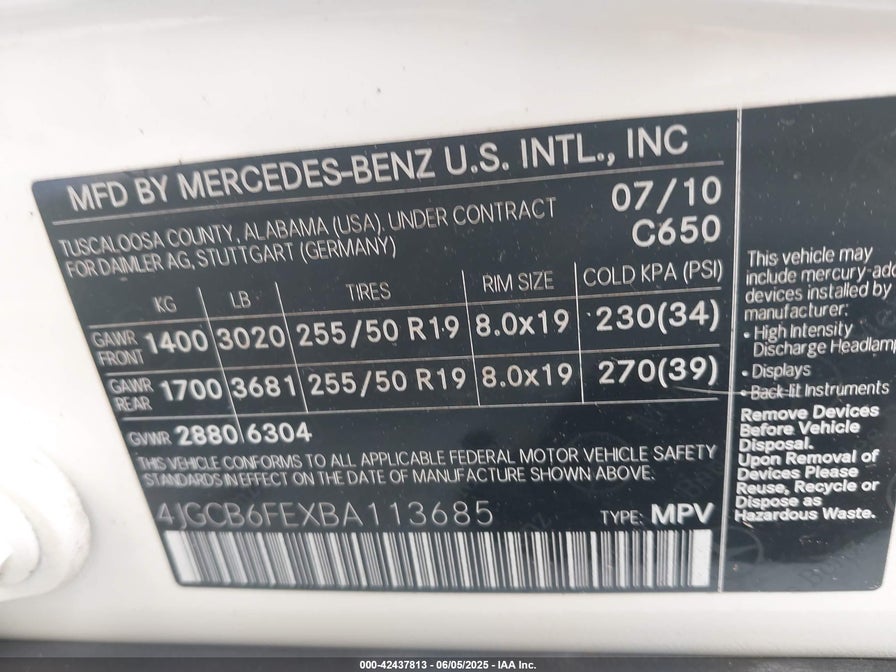 MFD BY MERCEDES-BENZ U.S. INTL., INC
TUSCALOOSA COUNTY, ALABAMA (USA). UNDER CONTRACT
FOR DAIMLER AG, STUTTGART (GERMANY)
07/10
C650
KG LB TIRES RIM SIZE COLD KPA (PSI)
GAWR FRONT 1400 3020 255/50 R19 8.0x19 230(34)
GAWR REAR 1700 3681 255/50 R19 8.0x19 270(39)
GVWR 2880 6304
THIS VEHICLE CONFORMS TO ALL APPLICABLE FEDERAL MOTOR VEHICLE SAFETY
STANDARDS IN EFFECT ON THE DATE OF MANUFACTURE SHOWN ABOVE.
4JGCB6FEXBA113685 TYPE: MPV
This vehicle may
include mercury-add
devices installed by
manufacturer:
• High Intensity
Discharge Headlam
• Displays
• Back-lit Instruments
Remove Devices
Before Vehicle
Disposal.
Upon Removal of
Devices Please
Reuse, Recycle or
Dispose as
Hazardous Waste.
000-42437813 - 06/05/2025 - IAA Inc.